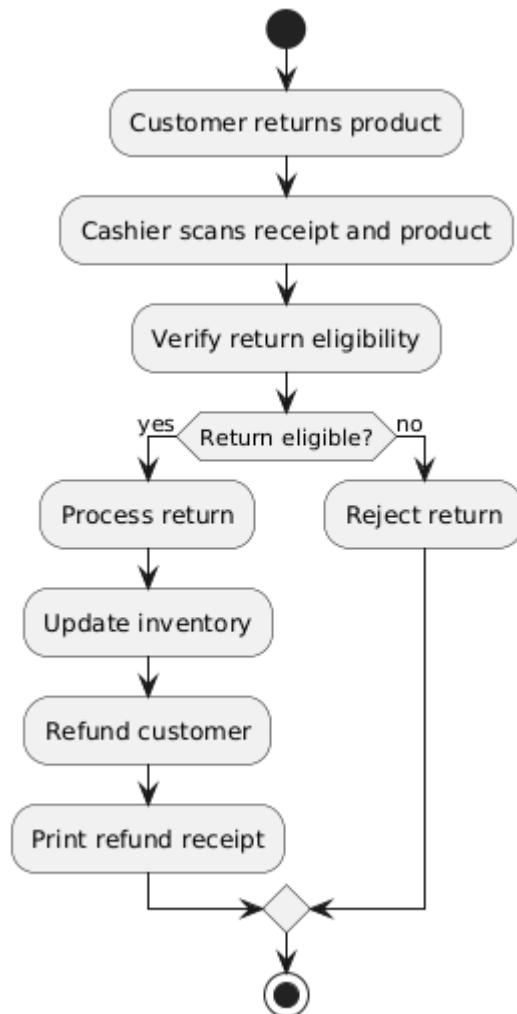 Customer returns product
Cashier scans receipt and product
Verify return eligibility
yes
Return eligible?
no
Process return
Reject return
Update inventory
Refund customer
Print refund receipt